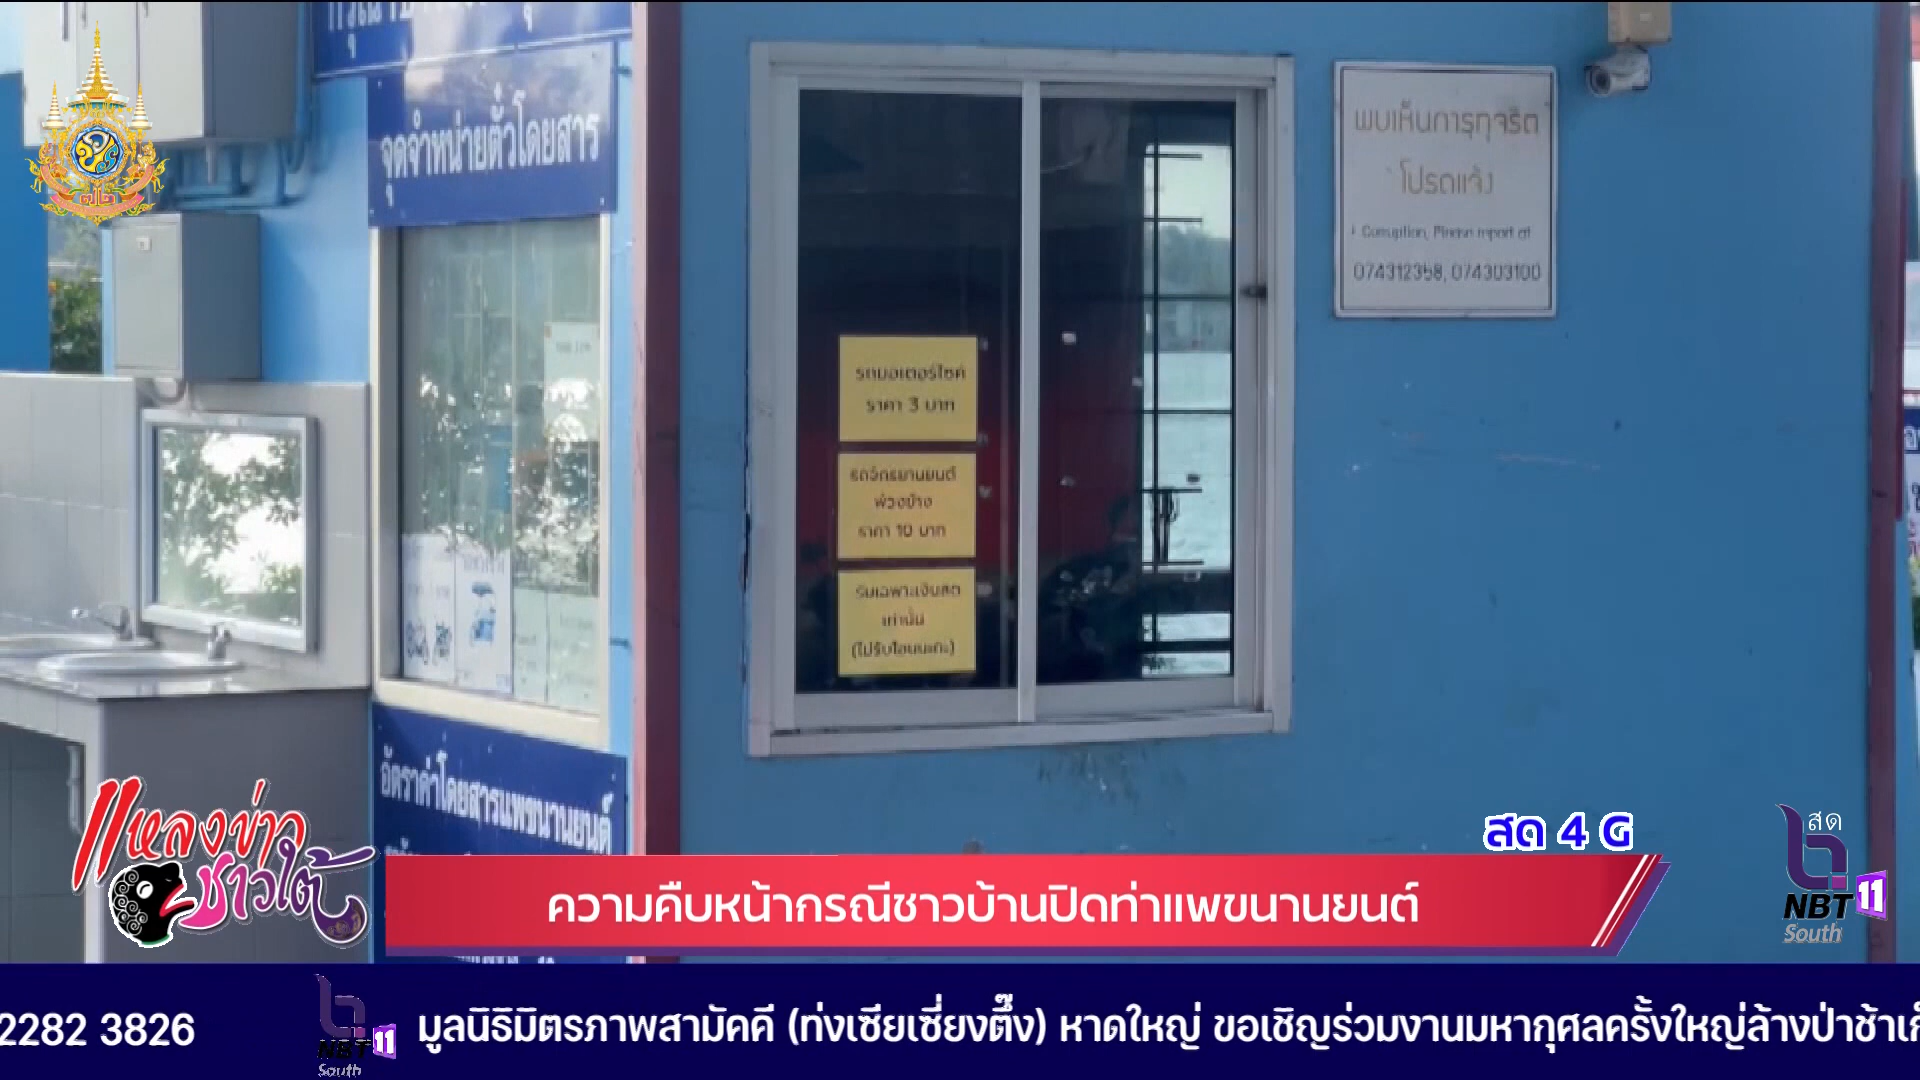 จุดจำหน่ายตั๋วโดยสาร
พบเห็นการทุจริต
โปรดแจ้ง
Corruption, Please report at
074312358, 074303100
รถมอเตอร์ไซค์
ราคา 3 บาท
รถจักรยานยนต์
พ่วงข้าง
ราคา 10 บาท
รับเฉพาะเงินสด
เท่านั้น
(ไม่รับโอนนะคะ)
อัตราค่าโดยสารแพขนานยนต์
แหลงข่าว
ชาวใต้
สด 4 G
สด
NBT 11
South
ความคืบหน้ากรณีชาวบ้านปิดท่าแพขนานยนต์
2282 3826
NBT 11
South
มูลนิธิมิตรภาพสามัคคี (ท่งเซียเซี่ยงตึ๊ง) หาดใหญ่ ขอเชิญร่วมงานมหากุศลครั้งใหญ่ล้างป่าช้าเก็